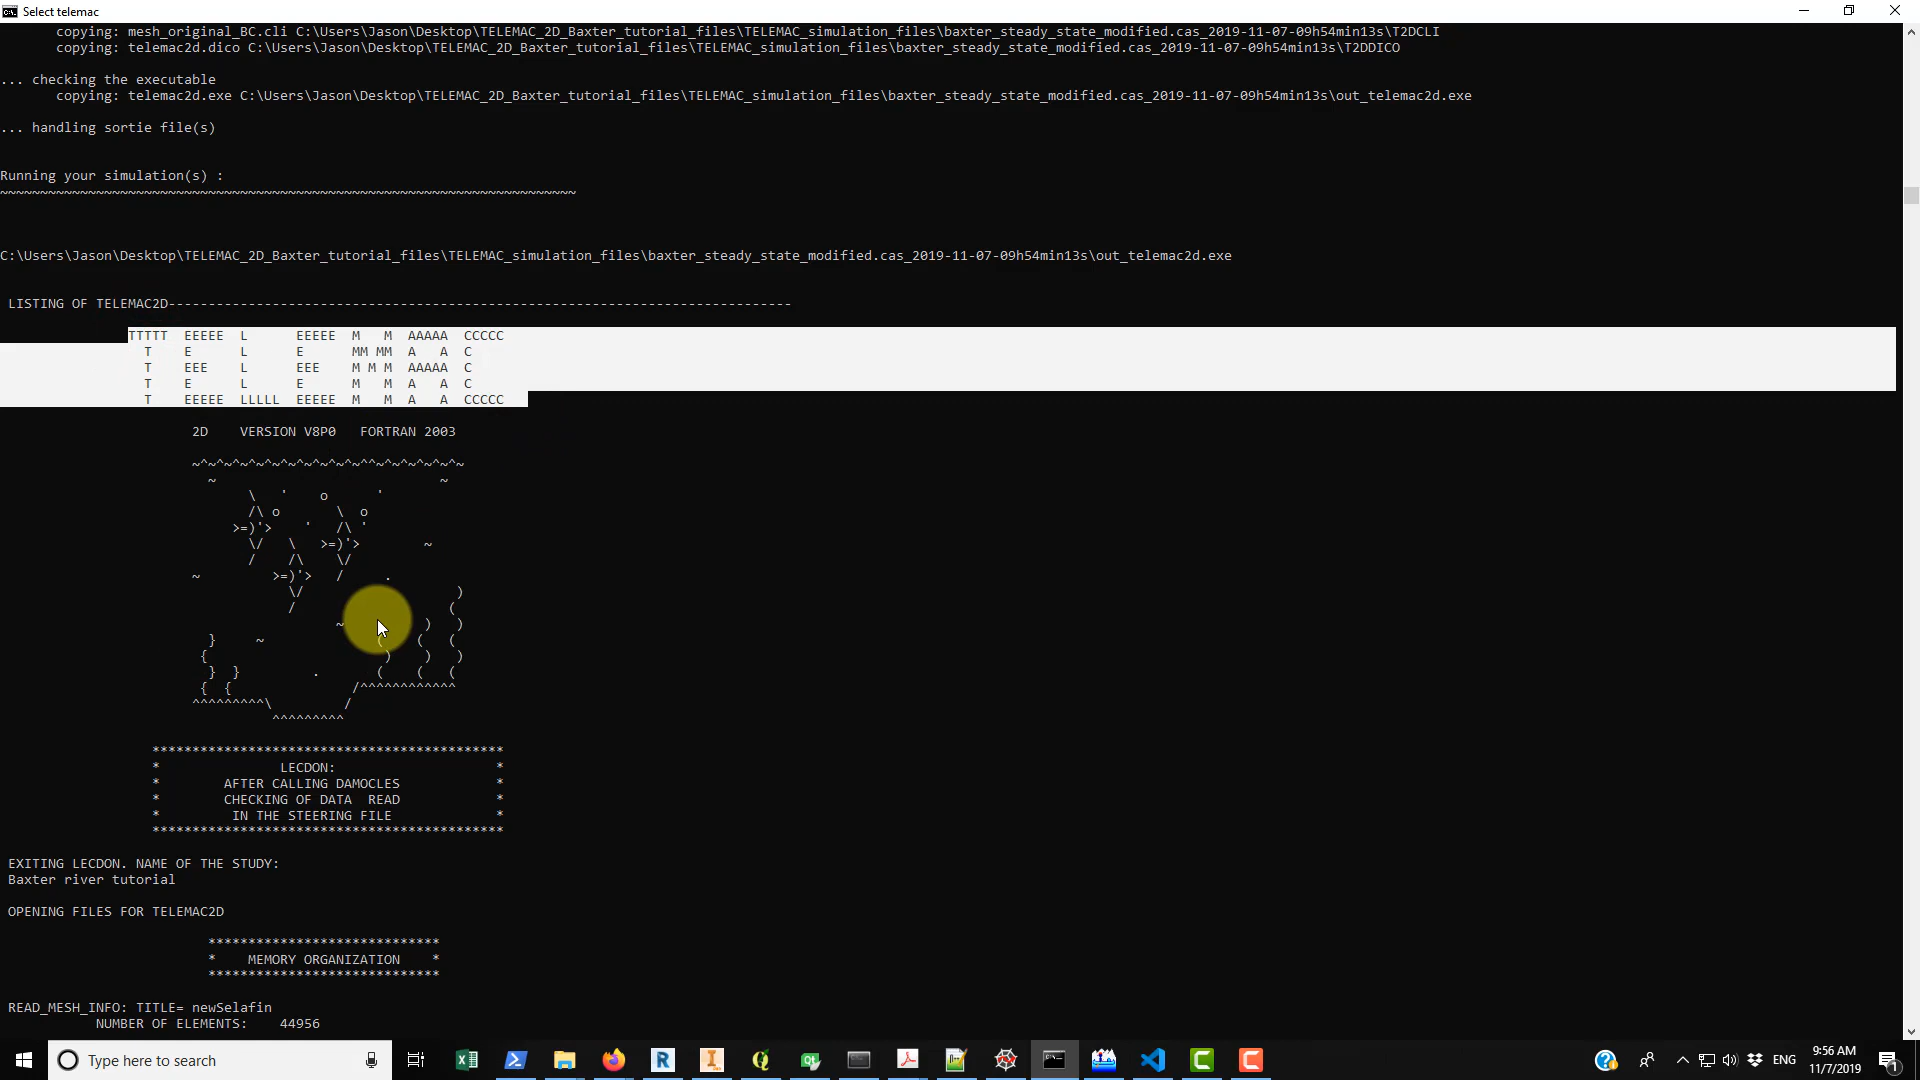 Select telemac
copying: mesh_original_BC.cli C:\Users\Jason\Desktop\TELEMAC_2D_Baxter_tutorial_files\TELEMAC_simulation_files\baxter_steady_state_modified.cas_2019-11-07-09h54min13s\T2DCLI
copying: telemac2d.dico C:\Users\Jason\Desktop\TELEMAC_2D_Baxter_tutorial_files\TELEMAC_simulation_files\baxter_steady_state_modified.cas_2019-11-07-09h54min13s\T2DDICO
... checking the executable
copying: telemac2d.exe C:\Users\Jason\Desktop\TELEMAC_2D_Baxter_tutorial_files\TELEMAC_simulation_files\baxter_steady_state_modified.cas_2019-11-07-09h54min13s\out_telemac2d.exe
... handling sortie file(s)
Running your simulation(s) :
~~~~~~~~~~~~~~~~~~~~~~~~~~~~~~~~~~~~~~~~~~~~~~~~~~~~~~~~~~~~~~~~~~~~~~~~
C:\Users\Jason\Desktop\TELEMAC_2D_Baxter_tutorial_files\TELEMAC_simulation_files\baxter_steady_state_modified.cas_2019-11-07-09h54min13s\out_telemac2d.exe
LISTING OF TELEMAC2D------------------------------------------------------------------------------
TTTTT  EEEEE  L      EEEEE  M   M  AAAAA  CCCCC
  T    E      L      E      MM MM  A   A  C
  T    EEE    L      EEE    M M M  AAAAA  C
  T    E      L      E      M   M  A   A  C
  T    EEEEE  LLLLL  EEEEE  M   M  A   A  CCCCC
2D    VERSION V8P0   FORTRAN 2003
~^~^~^~^~^~^~^~^~^~^~^^~^~^~^~^~^~
  ~                            ~
       \   '    o      '
       /\ o       \  o
     >=)'>    '   /\ '
       \/   \   >=)'>        ~
       /    /\    \/
~         >=)'>   /     .
            \/                   )
            /                   (
                  ~          )   )
  }     ~              (    (   (
 {                      )    )   )
  }  }         .       (    (   (
 {  {               /^^^^^^^^^^^^
^^^^^^^^^\         /
          ^^^^^^^^^
********************************************
*               LECDON:                    *
*        AFTER CALLING DAMOCLES            *
*        CHECKING OF DATA  READ            *
*         IN THE STEERING FILE             *
********************************************
EXITING LECDON. NAME OF THE STUDY:
Baxter river tutorial
OPENING FILES FOR TELEMAC2D
*****************************
*    MEMORY ORGANIZATION    *
*****************************
READ_MESH_INFO: TITLE= newSelafin
NUMBER OF ELEMENTS:    44956
Type here to search
ENG
9:56 AM
11/7/2019